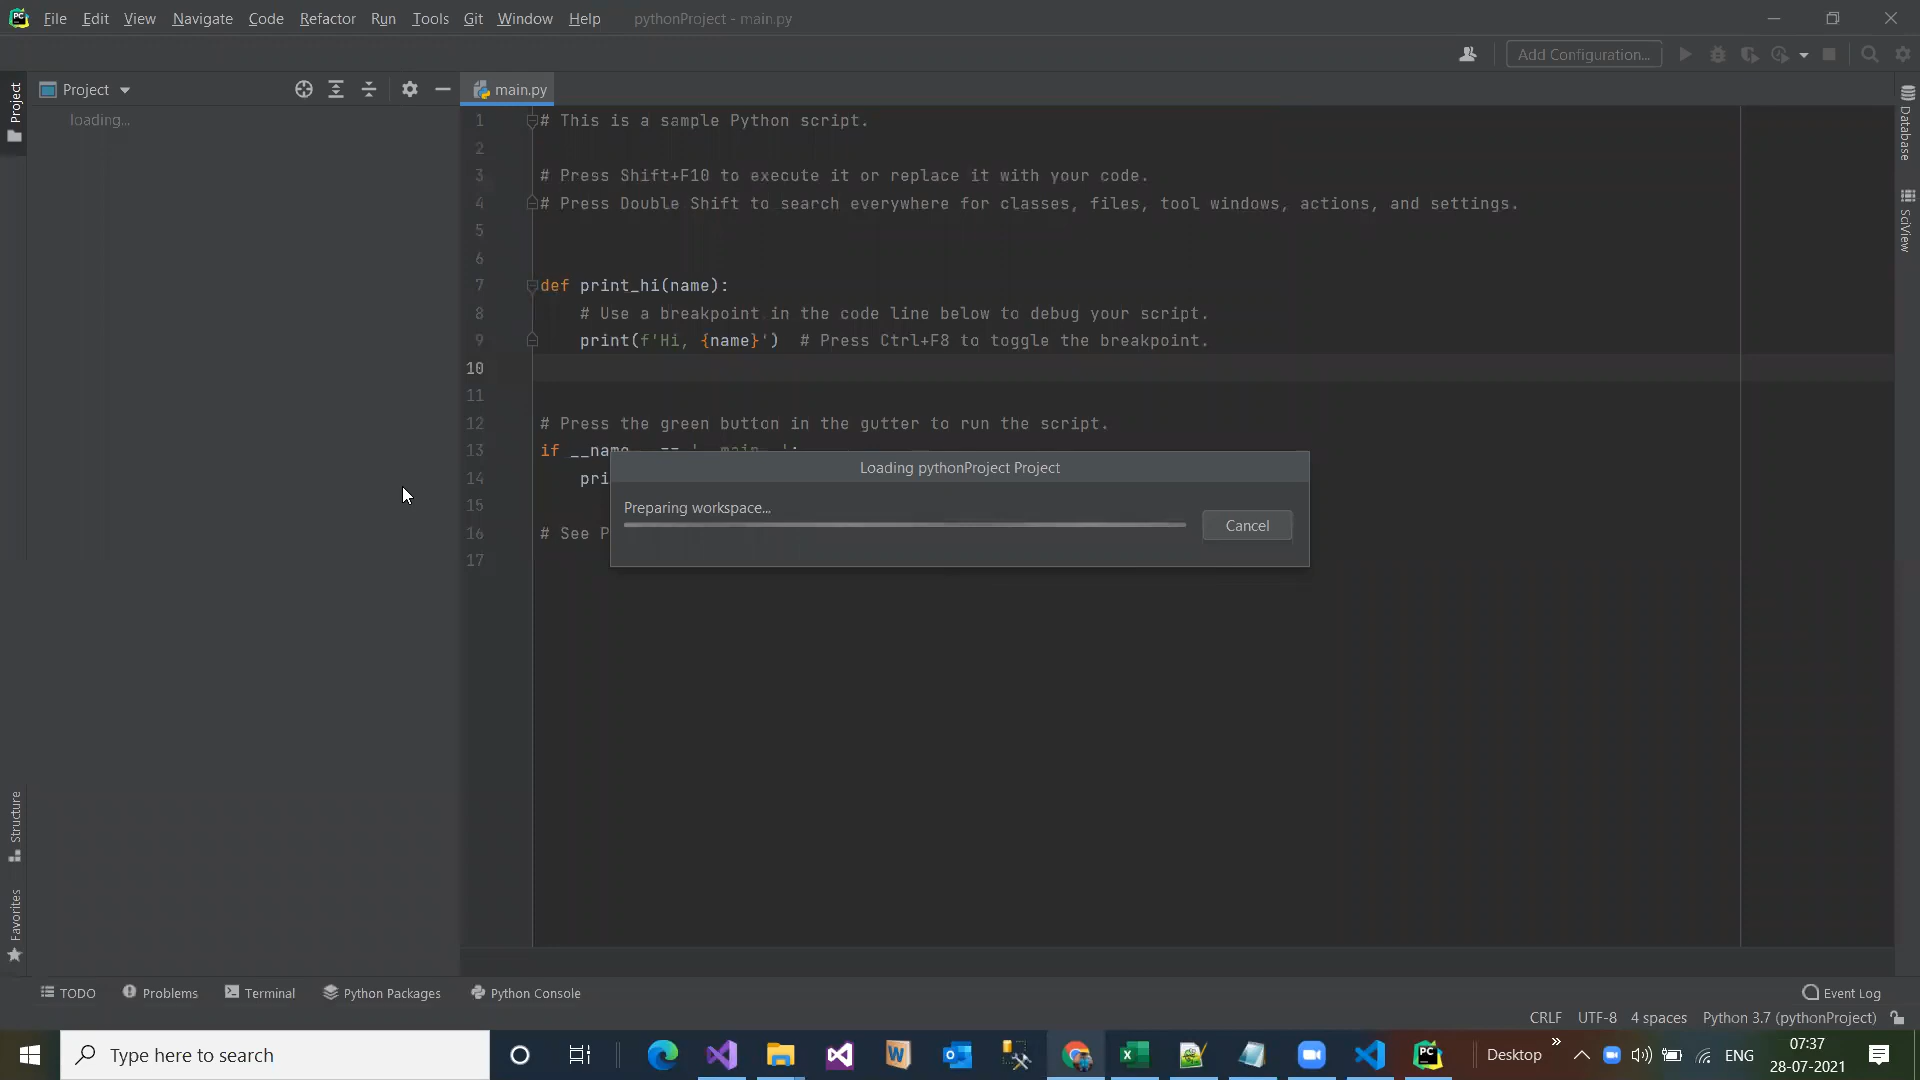 File Edit View Navigate Code Refactor Run Tools Git Window Help pythonProject - main.py
Add Configuration...
Project
Project
main.py
loading...
1 # This is a sample Python script.
2
3 # Press Shift+F10 to execute it or replace it with your code.
4 # Press Double Shift to search everywhere for classes, files, tool windows, actions, and settings.
5
6
7 def print_hi(name):
8 # Use a breakpoint in the code line below to debug your script.
9 print(f'Hi, {name}') # Press Ctrl+F8 to toggle the breakpoint.
10
11
12 # Press the green button in the gutter to run the script.
13 if __name__ == '__main__':
14 pri
15
16 # See P
17
Loading pythonProject Project
Preparing workspace...
Cancel
Database
SciView
Structure
Favorites
TODO Problems Terminal Python Packages Python Console Event Log
CRLF UTF-8 4 spaces Python 3.7 (pythonProject)
Type here to search
Desktop » ENG
07:37
28-07-2021